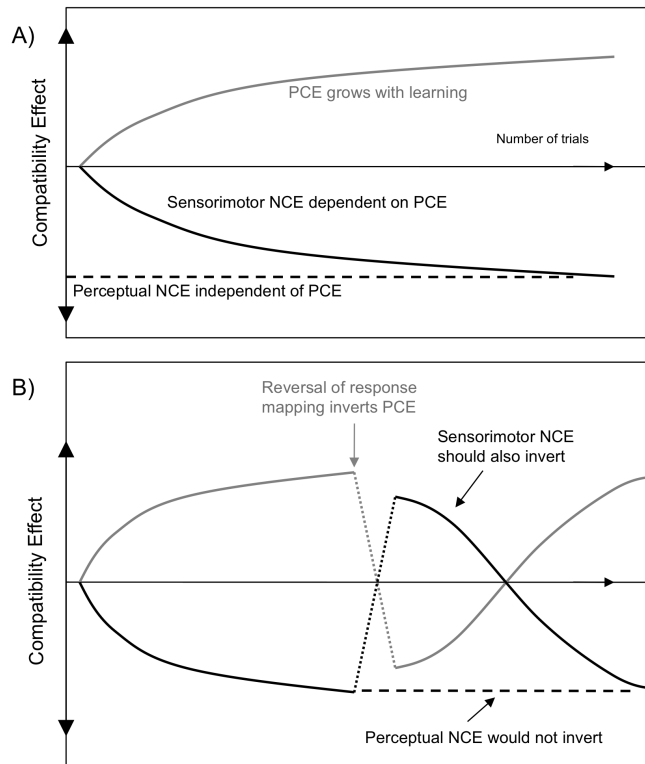 A)
Compatibility Effect
PCE grows with learning
Number of trials
Sensorimotor NCE dependent on PCE
Perceptual NCE independent of PCE
B)
Compatibility Effect
Reversal of response
mapping inverts PCE
Sensorimotor NCE
should also invert
Perceptual NCE would not invert